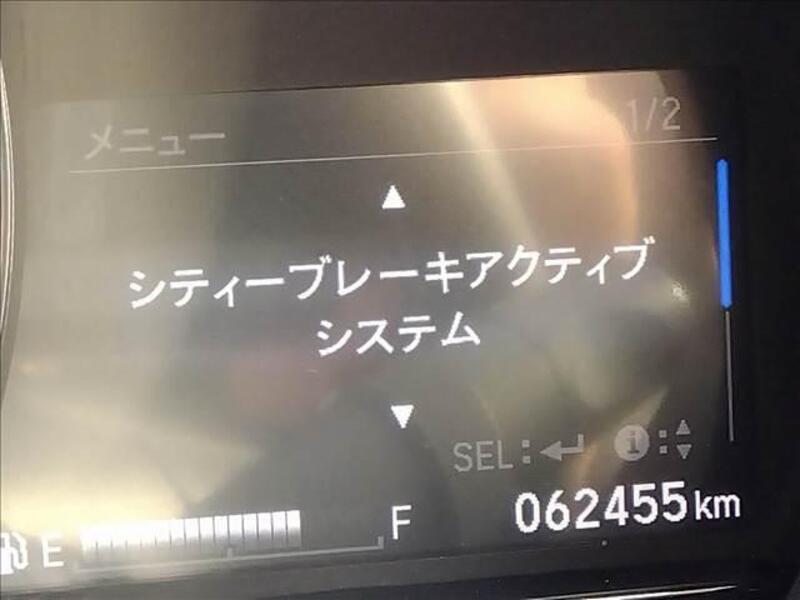 メニュー 1/2
▲
シティーブレーキアクティブ
システム
▼
SEL:↵ i:▲▼
062455km
E F